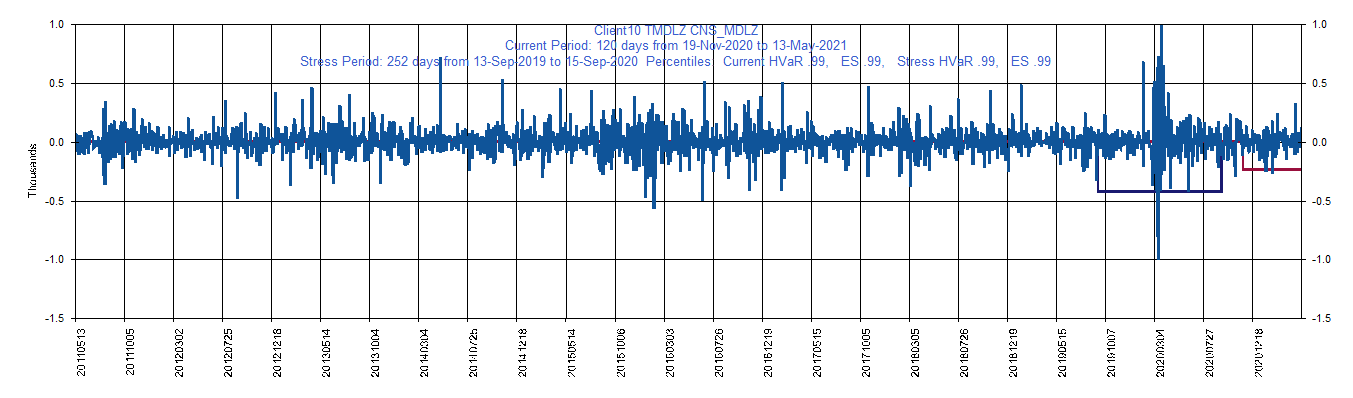 Client10 TMDLZ CNS_MDLZ
Current Period: 120 days from 19-Nov-2020 to 13-May-2021
Stress Period: 252 days from 13-Sep-2019 to 15-Sep-2020 Percentiles: Current HVaR .99, ES .99, Stress HVaR .99, ES .99
1.0 1.0
0.5 0.5
0.0 0.0
-0.5 -0.5
-1.0 -1.0
-1.5 -1.5
Thousands
20110513 20111005 20120302 20120725 20121218 20130514 20131004 20140304 20140725 20141218 20150514 20151006 20160303 20160726 20161219 20170515 20171005 20180305 20180726 20181219 20190515 20191007 20200304 20200727 20201218